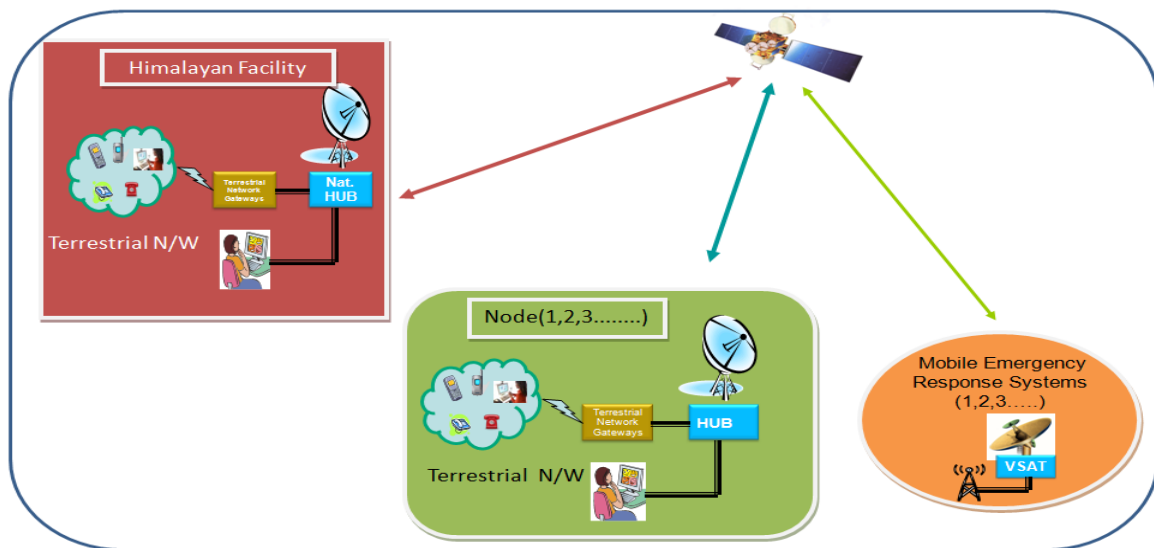 Himalayan Facility
Terrestrial
Network
Gateways
Nat.
HUB
Terrestrial N/W
Node(1,2,3........)
Terrestrial
Network
Gateways
HUB
Terrestrial N/W
Mobile Emergency
Response Systems
(1,2,3.....)
VSAT